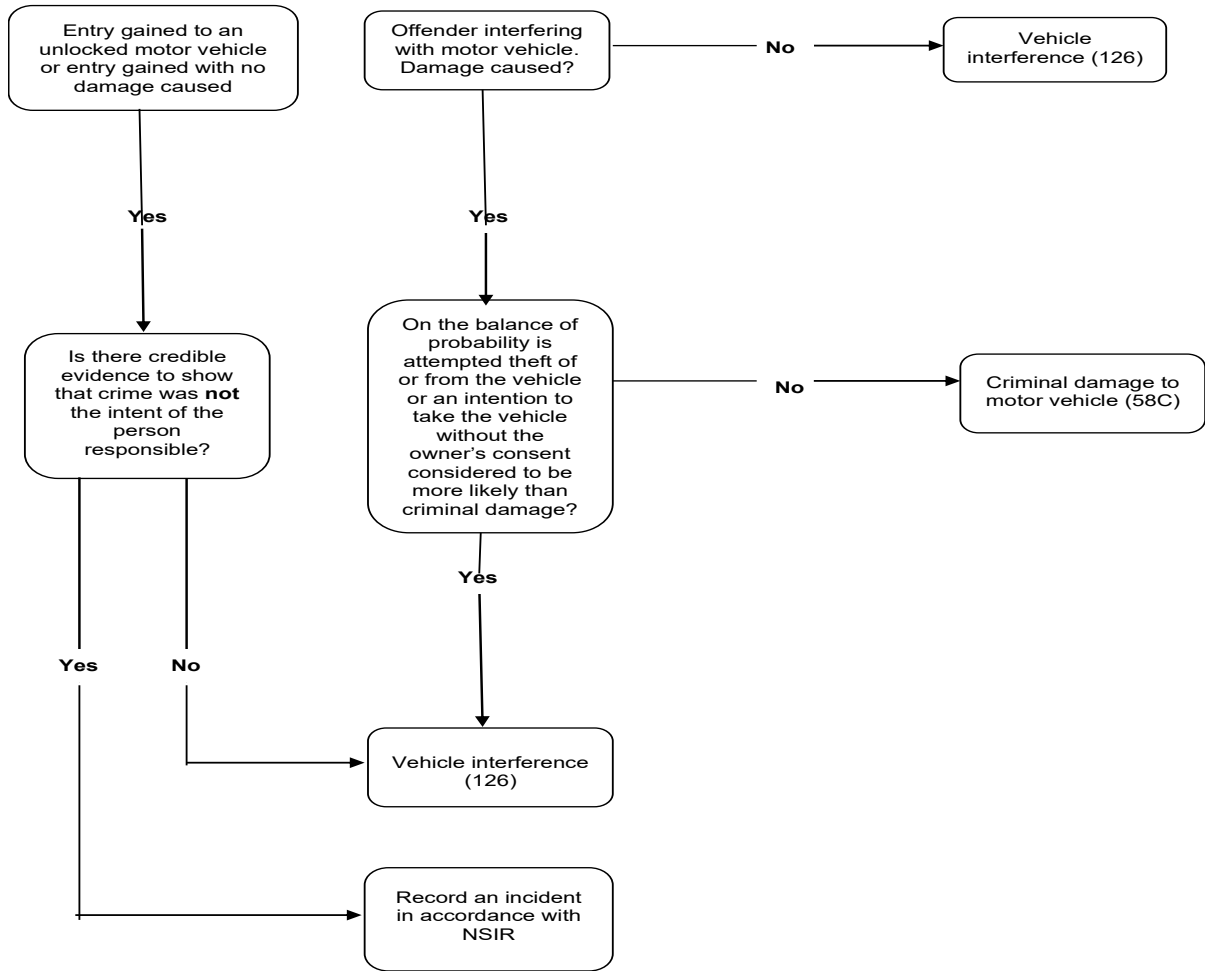 Entry gained to an
unlocked motor vehicle
or entry gained with no
damage caused
Offender interfering
with motor vehicle.
Damage caused?
No
Vehicle
interference (126)
Yes
Yes
Is there credible
evidence to show
that crime was not
the intent of the
person
responsible?
On the balance of
probability is
attempted theft of
or from the vehicle
or an intention to
take the vehicle
without the
owner’s consent
considered to be
more likely than
criminal damage?
No
Criminal damage to
motor vehicle (58C)
Yes
Yes
No
Vehicle interference
(126)
Record an incident
in accordance with
NSIR